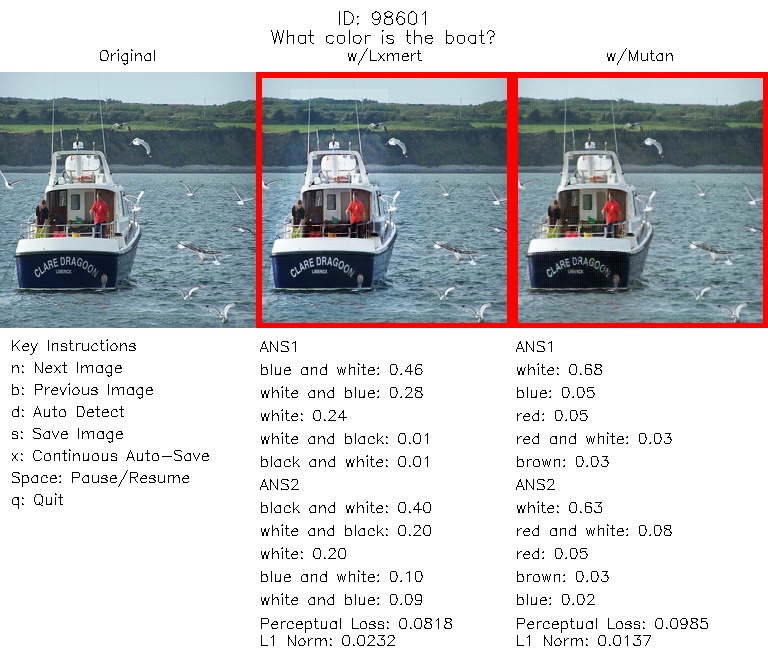 ID: 98601
What color is the boat?
Original
w/Lxmert
w/Mutan
CLARE DRAGOON
LIMERICK
CLARE DRAGOON
LIMERICK
CLARE DRAGOON
LIMERICK
Key Instructions
n: Next Image
b: Previous Image
d: Auto Detect
s: Save Image
x: Continuous Auto-Save
Space: Pause/Resume
q: Quit
ANS1
blue and white: 0.46
white and blue: 0.28
white: 0.24
white and black: 0.01
black and white: 0.01
ANS2
black and white: 0.40
white and black: 0.20
white: 0.20
blue and white: 0.10
white and blue: 0.09
Perceptual Loss: 0.0818
L1 Norm: 0.0232
ANS1
white: 0.68
blue: 0.05
red: 0.05
red and white: 0.03
brown: 0.03
ANS2
white: 0.63
red and white: 0.08
red: 0.05
brown: 0.03
blue: 0.02
Perceptual Loss: 0.0985
L1 Norm: 0.0137